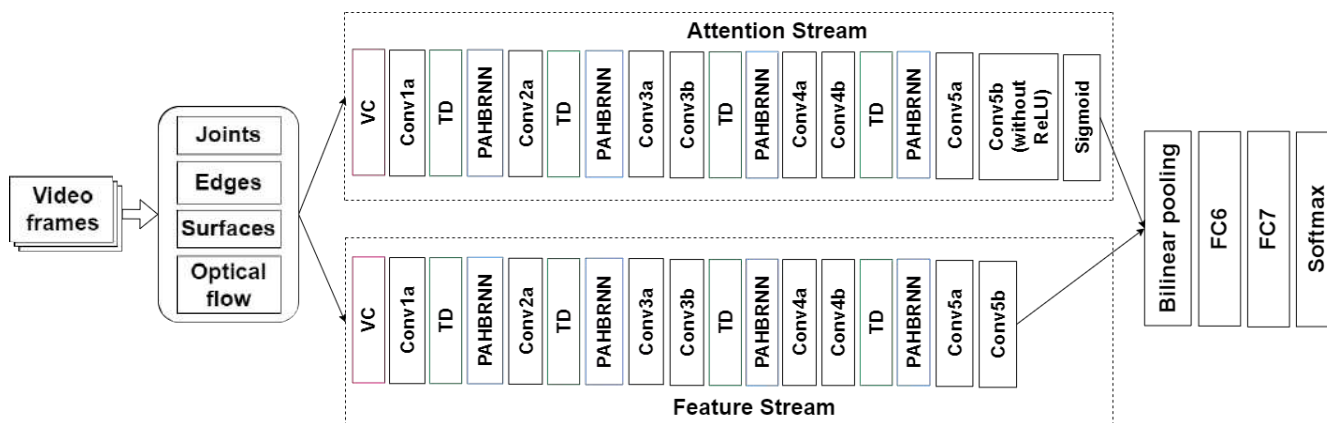 Attention Stream
VC
Conv1a
TD
PAHBRNN
Conv2a
TD
PAHBRNN
Conv3a
Conv3b
TD
PAHBRNN
Conv4a
Conv4b
TD
PAHBRNN
Conv5a
Conv5b
(without
ReLU)
Sigmoid
Video
frames
Joints
Edges
Surfaces
Optical
flow
VC
Conv1a
TD
PAHBRNN
Conv2a
TD
PAHBRNN
Conv3a
Conv3b
TD
PAHBRNN
Conv4a
Conv4b
TD
PAHBRNN
Conv5a
Conv5b
Feature Stream
Bilinear pooling
FC6
FC7
Softmax